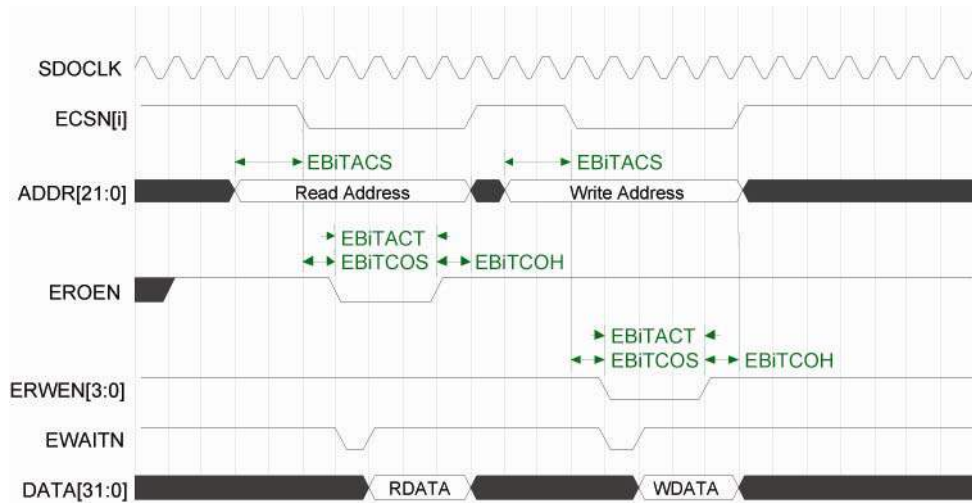 SDOCLK
ECSN[i]
EBiTACS EBiTACS
ADDR[21:0] Read Address Write Address
EBiTACT
EBiTCOS EBiTCOH
EROEN
EBiTACT
EBiTCOS EBiTCOH
ERWEN[3:0]
EWAITN
DATA[31:0] RDATA WDATA